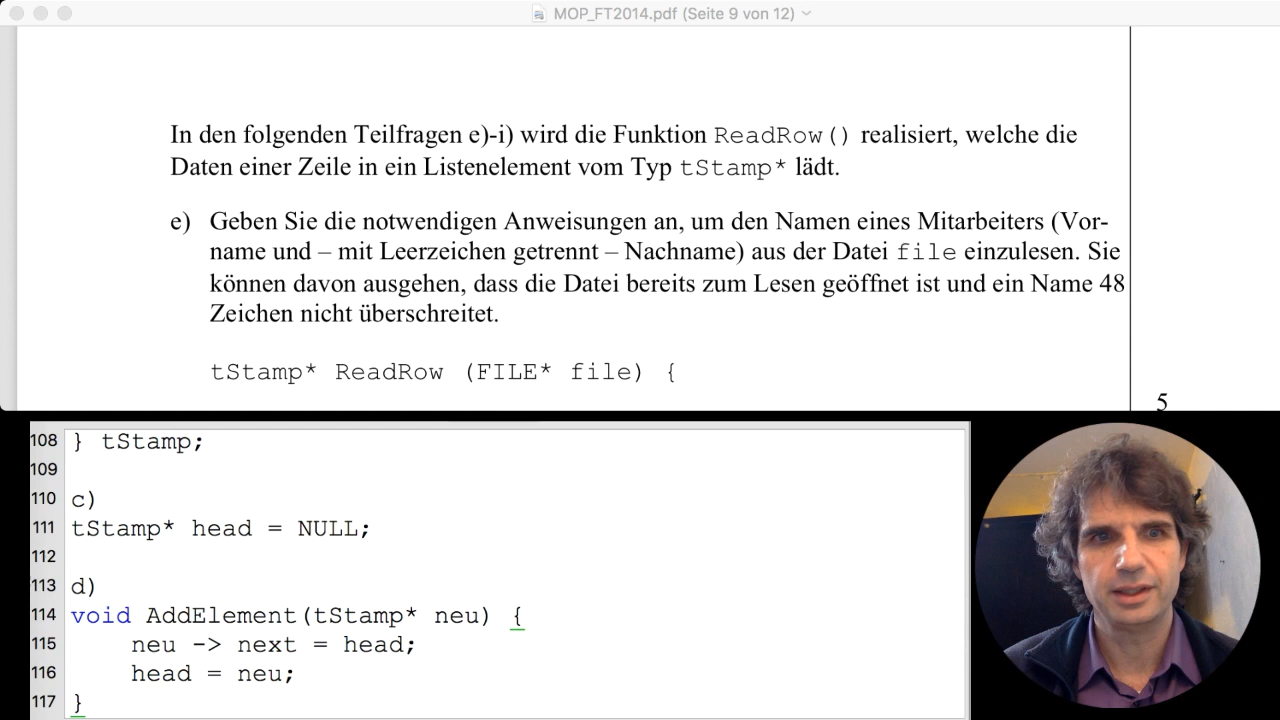 MOP_FT2014.pdf (Seite 9 von 12)
In den folgenden Teilfragen e)-i) wird die Funktion ReadRow() realisiert, welche die
Daten einer Zeile in ein Listenelement vom Typ tStamp* lädt.
e) Geben Sie die notwendigen Anweisungen an, um den Namen eines Mitarbeiters (Vor-
name und – mit Leerzeichen getrennt – Nachname) aus der Datei file einzulesen. Sie
können davon ausgehen, dass die Datei bereits zum Lesen geöffnet ist und ein Name 48
Zeichen nicht überschreitet.
tStamp* ReadRow (FILE* file) {
5
108 } tStamp;
109
110 c)
111 tStamp* head = NULL;
112
113 d)
114 void AddElement(tStamp* neu) {
115 neu -> next = head;
116 head = neu;
117 }